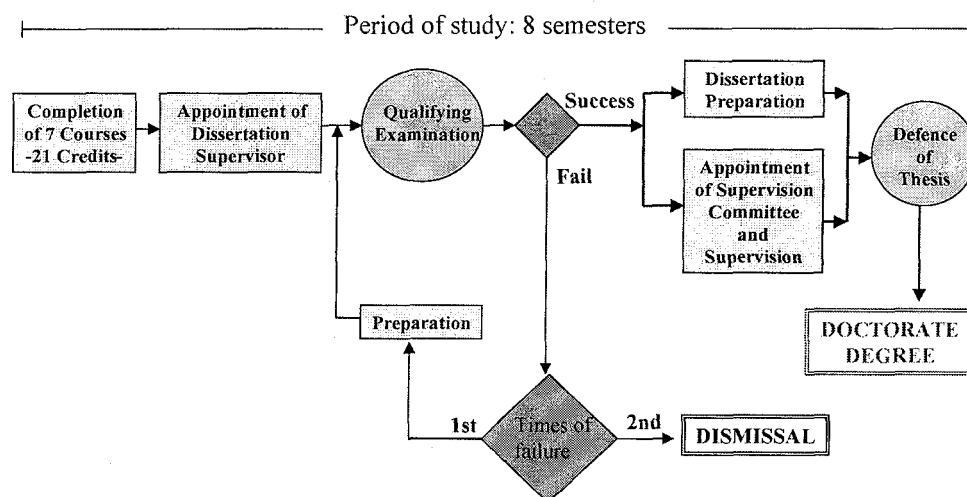 Period of study: 8 semesters
Completion
of 7 Courses
-21 Credits-
Appointment of
Dissertation
Supervisor
Qualifying
Examination
Success
Fail
Dissertation
Preparation
Appointment
of Supervision
Committee
and
Supervision
Defence
of
Thesis
DOCTORATE
DEGREE
Preparation
1st
Times of
failure
2nd
DISMISSAL